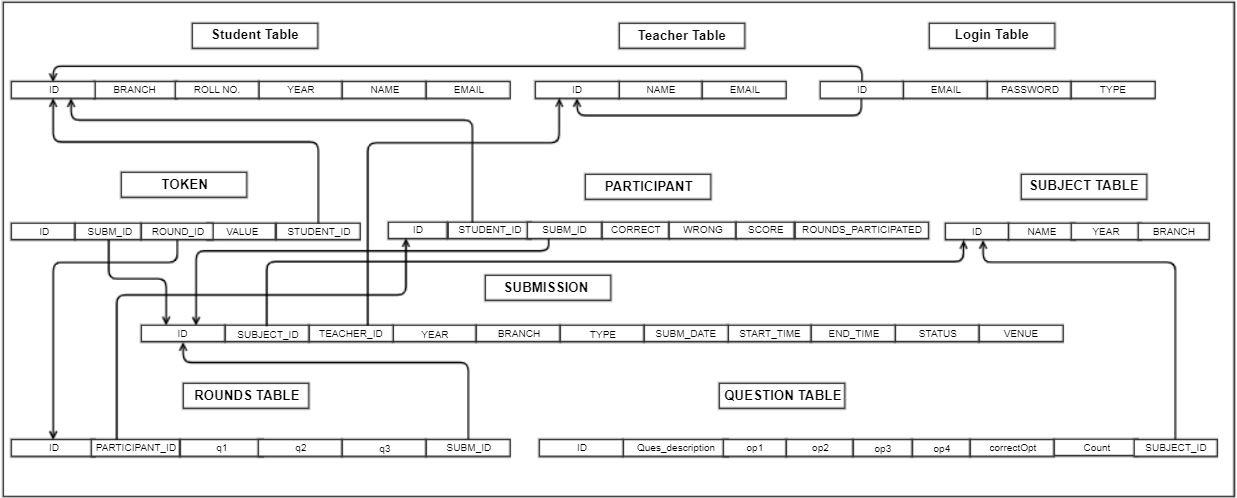 Student Table
Teacher Table
Login Table
ID BRANCH ROLL NO. YEAR NAME EMAIL
ID NAME EMAIL
ID EMAIL PASSWORD TYPE
TOKEN
PARTICIPANT
SUBJECT TABLE
ID SUBM_ID ROUND_ID VALUE STUDENT_ID
ID STUDENT_ID SUBM_ID CORRECT WRONG SCORE ROUNDS_PARTICIPATED
ID NAME YEAR BRANCH
SUBMISSION
ID SUBJECT_ID TEACHER_ID YEAR BRANCH TYPE SUBM_DATE START_TIME END_TIME STATUS VENUE
ROUNDS TABLE
QUESTION TABLE
ID PARTICIPANT_ID q1 q2 q3 SUBM_ID
ID Ques_description op1 op2 op3 op4 correctOpt Count SUBJECT_ID